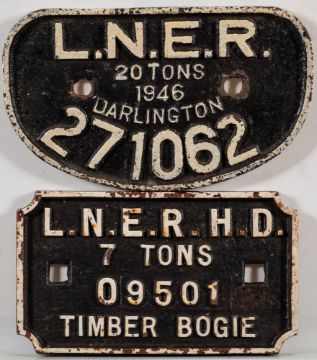 L.N.E.R.
20 TONS
1946
DARLINGTON
271062
L.N.E.R.H.D.
7 TONS
09501
TIMBER BOGIE